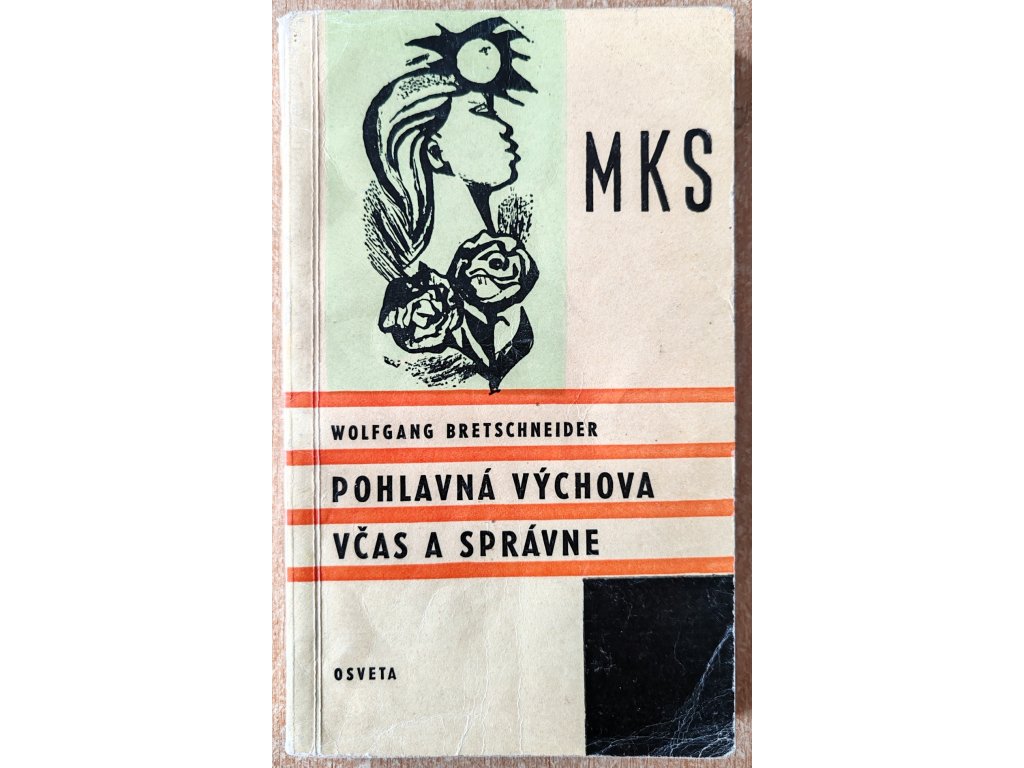 MKS
WOLFGANG BRETSCHNEIDER
POHLAVNÁ VÝCHOVA
VČAS A SPRÁVNE
OSVETA